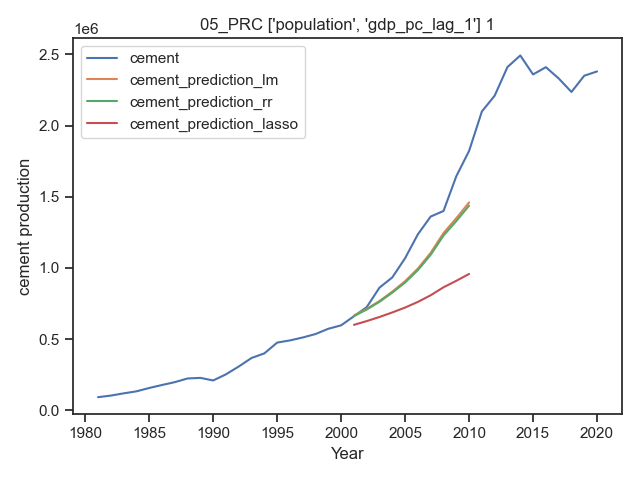 05_PRC ['population', 'gdp_pc_lag_1'] 1
1e6
cement
cement_prediction_lm
cement_prediction_rr
cement_prediction_lasso
2.5
2.0
1.5
1.0
0.5
0.0
cement production
1980 1985 1990 1995 2000 2005 2010 2015 2020
Year